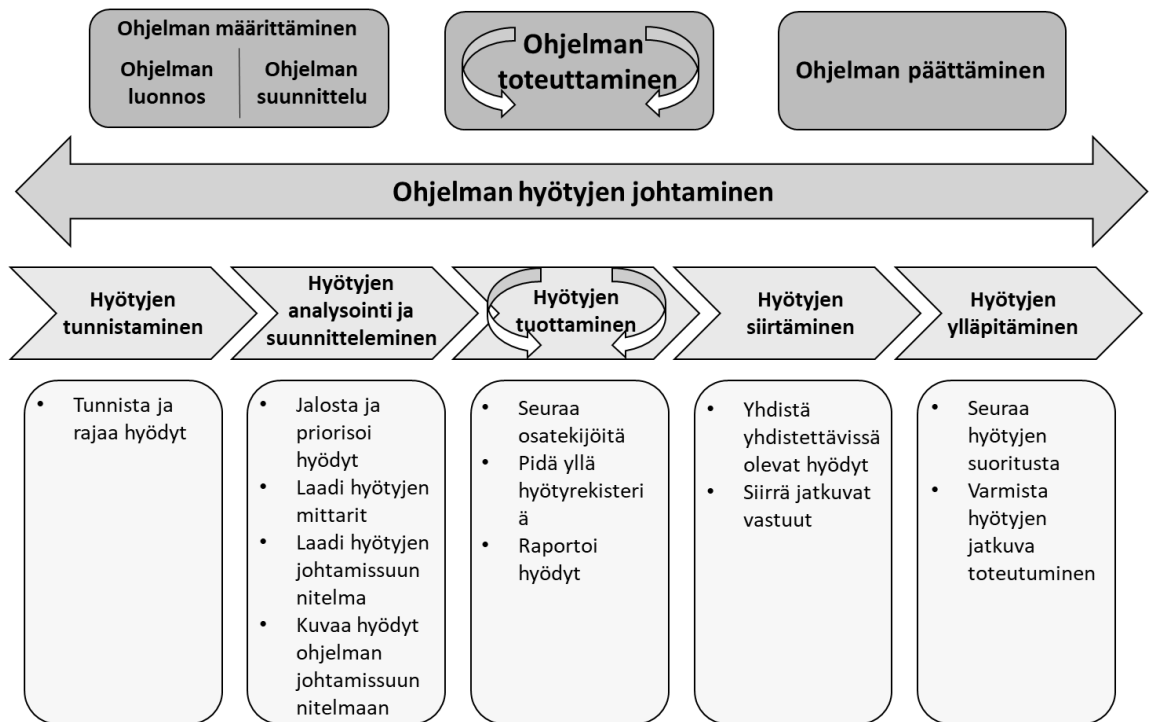 Ohjelman määrittäminen
Ohjelman
luonnos
Ohjelman
suunnittelu
Ohjelman
toteuttaminen
Ohjelman päättäminen
Ohjelman hyötyjen johtaminen
Hyötyjen
tunnistaminen
Hyötyjen
analysointi ja
suunnitteleminen
Hyötyjen
tuottaminen
Hyötyjen
siirtäminen
Hyötyjen
ylläpitäminen
• Tunnista ja
rajaa hyödyt
• Jalosta ja
priorisoi
hyödyt
• Laadi hyötyjen
mittarit
• Laadi hyötyjen
johtamissuun
nitelma
• Kuvaa hyödyt
ohjelman
johtamissuun
nitelmaan
• Seuraa
osatekijöitä
• Pidä yllä
hyötyrekisteri
ä
• Raportoi
hyödyt
• Yhdistä
yhdistettävissä
olevat hyödyt
• Siirrä jatkuvat
vastuut
• Seuraa
hyötyjen
suoritusta
• Varmista
hyötyjen
jatkuva
toteutuminen